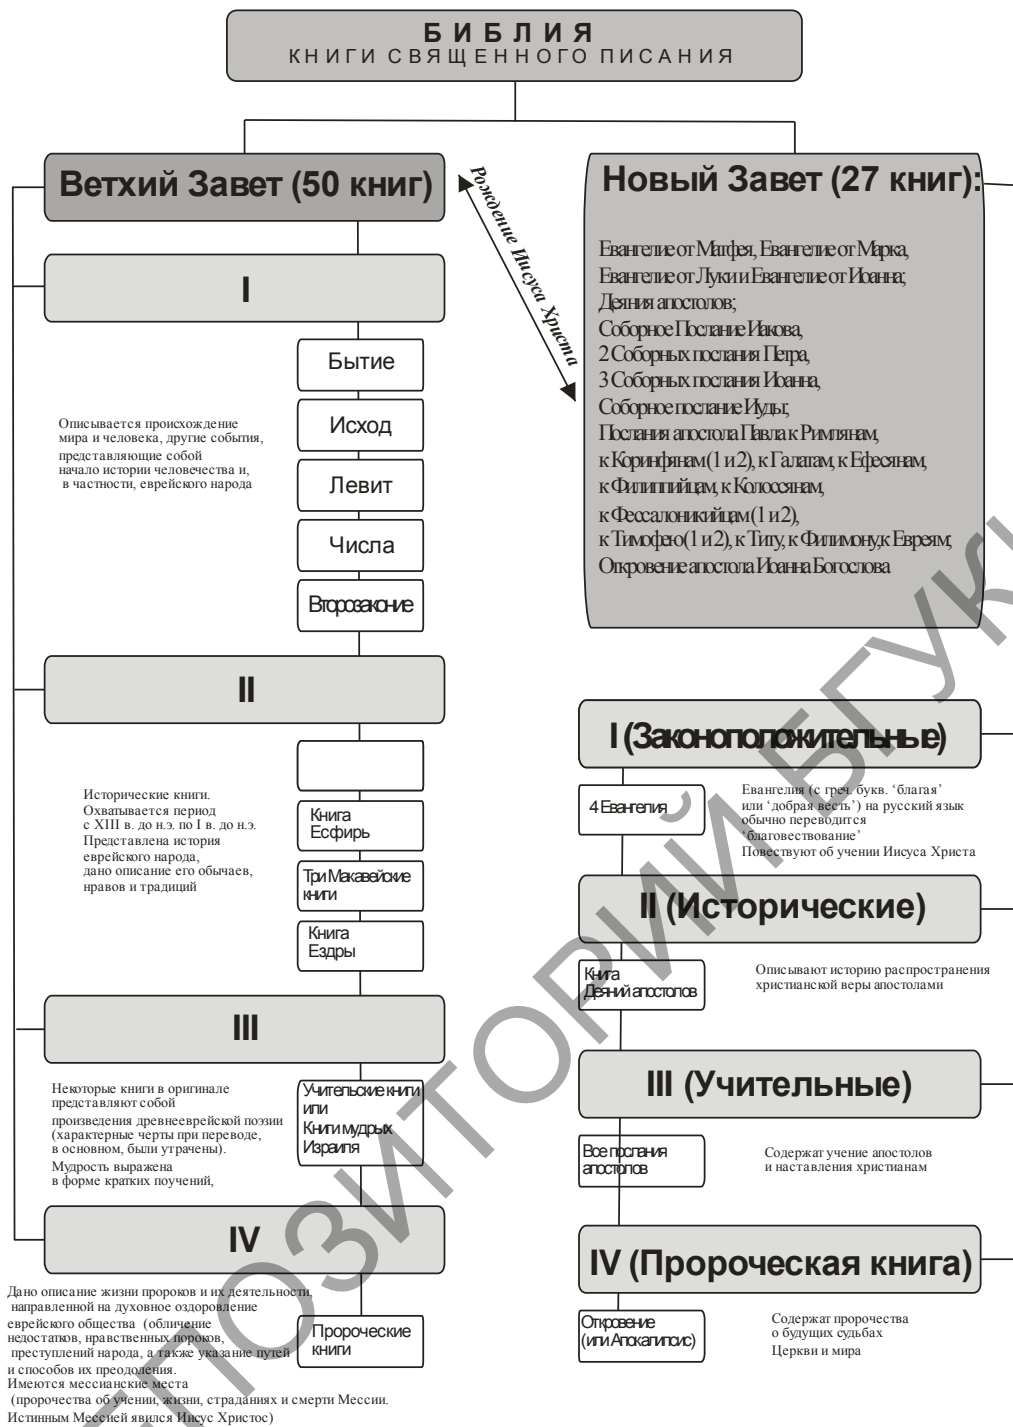 БИБЛИЯ
КНИГИ СВЯЩЕННОГО ПИСАНИЯ
Ветхий Завет (50 книг)
Рождение Иисуса Христа
I
Бытие
Исход
Левит
Числа
Второзаконие
Описывается происхождение
мира и человека, другие события,
представляющие собой
начало истории человечества и,
в частности, еврейского народа
II
Исторические книги.
Охватывается период
с XIII в. до н.э. по I в. до н.э.
Представлена история
еврейского народа,
дано описание его обычаев,
нравов и традиций
Книга
Есфирь
Три Макавейские
книги
Книга
Ездры
III
Некоторые книги в оригинале
представляют собой
произведения древнееврейской поэзии
(характерные черты при переводе,
в основном, были утрачены).
Мудрость выражена
в форме кратких поучений,
Учительские книги
или
Книги мудрых
Израиля
IV
Дано описание жизни пророков и их деятельности,
направленной на духовное оздоровление
еврейского общества (обличение
недостатков, нравственных пороков,
преступлений народа, а также указание путей
и способов их преодоления.
Имеются мессианские места
(пророчества об учении, жизни, страданиях и смерти Мессии.
Истинным Мессией явился Иисус Христос)
Пророческие
книги
Новый Завет (27 книг):
Евангелие от Матфея, Евангелие от Марка,
Евангелие от Луки и Евангелие от Иоанна;
Деяния апостолов;
Соборное Послание Иакова,
2 Соборных послания Петра,
3 Соборных послания Иоанна,
Соборное послание Иуды;
Послания апостола Павла к Римлянам,
к Коринфянам (1 и 2), к Галатам, к Ефесянам,
к Филиппийцам, к Колоссянам,
к Фессалоникийцам (1 и 2),
к Тимофею (1 и 2), к Титу, к Филимону,к Евреям;
Откровение апостола Иоанна Богослова
I (Законоположительные)
4 Евангелия
Евангелия (с греч. букв. ‘благая’
или ‘добрая весть’) на русский язык
обычно переводится
‘благовествование’
Повествуют об учении Иисуса Христа
II (Исторические)
Книга
Деяний апостолов
Описывают историю распространения
христианской веры апостолами
III (Учительные)
Все послания
апостолов
Содержат учение апостолов
и наставления христианам
IV (Пророческая книга)
Откровение
(или Апокалипсис)
Содержат пророчества
о будущих судьбах
Церкви и мира
ЕПОЗИТОРИЙ БГУК